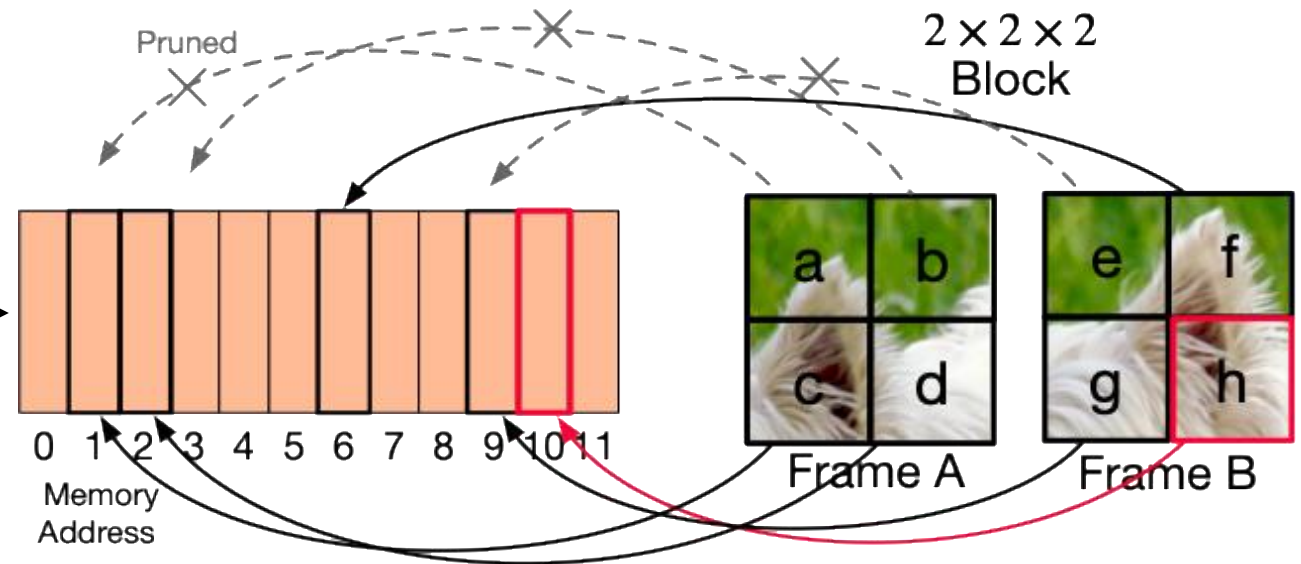 Pruned
2 × 2 × 2
Block
a b e f
c d g h
0 1 2 3 4 5 6 7 8 9 10 11
Frame A Frame B
Memory
Address